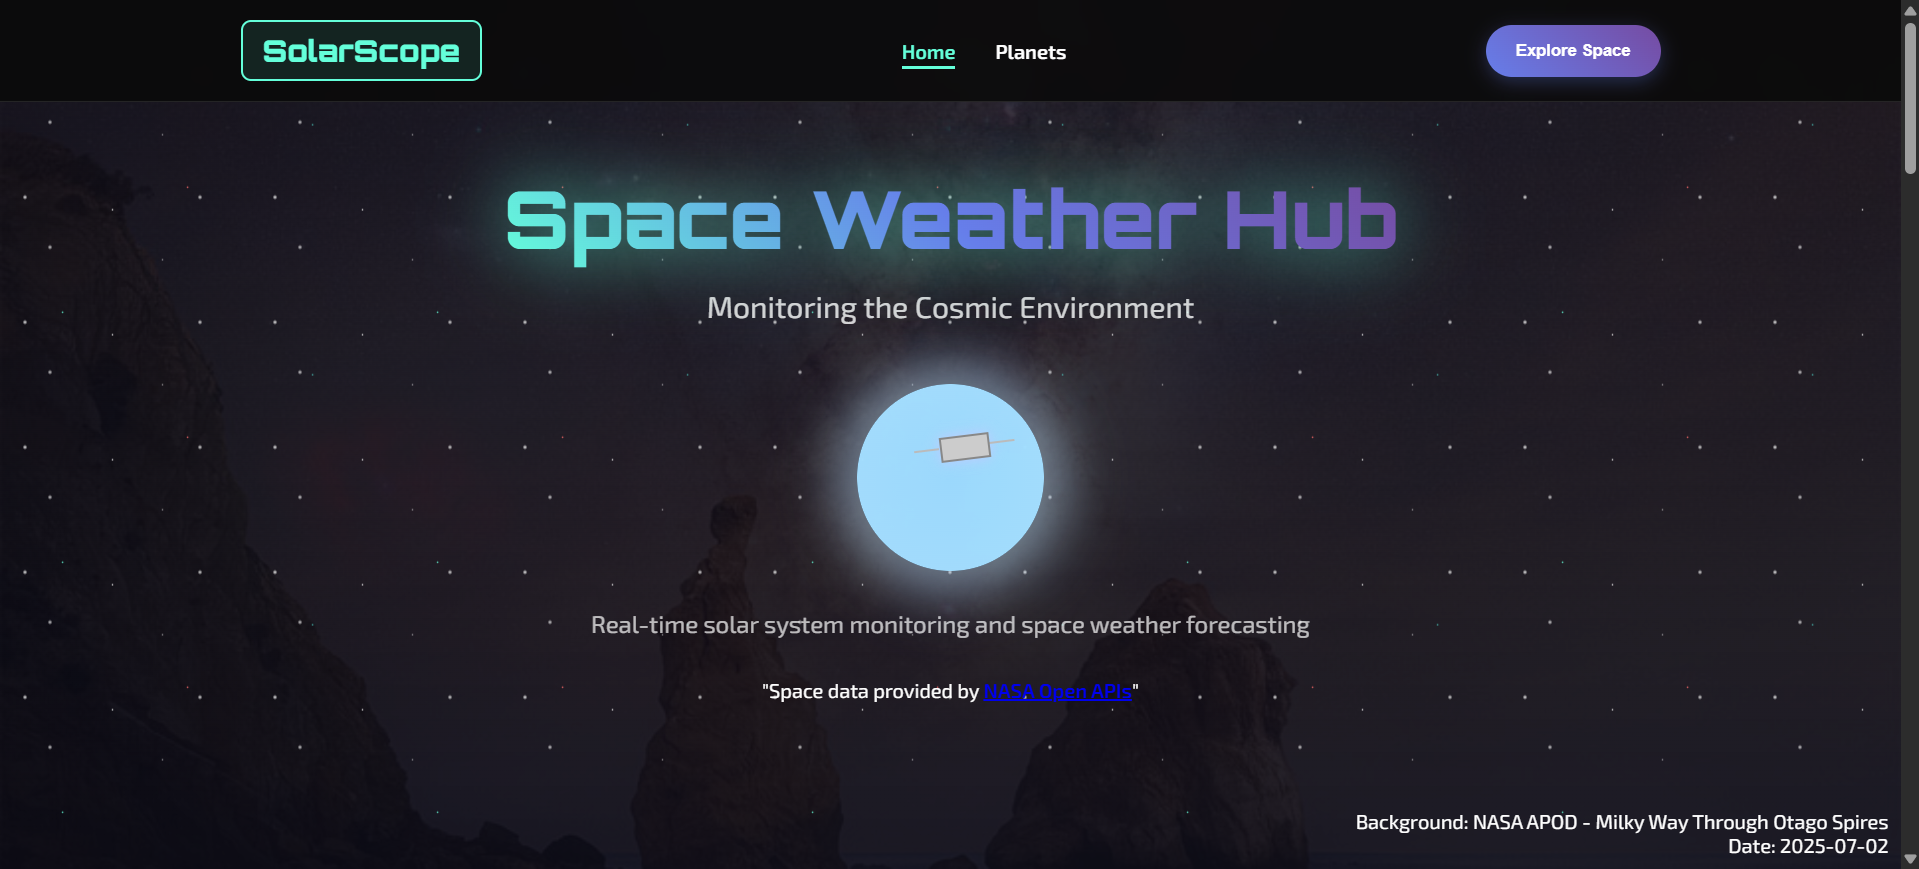 SolarScope
Home
Planets
Explore Space
Space Weather Hub
Monitoring the Cosmic Environment
Real-time solar system monitoring and space weather forecasting
"Space data provided by NASA Open APIs"
Background: NASA APOD - Milky Way Through Otago Spires
Date: 2025-07-02